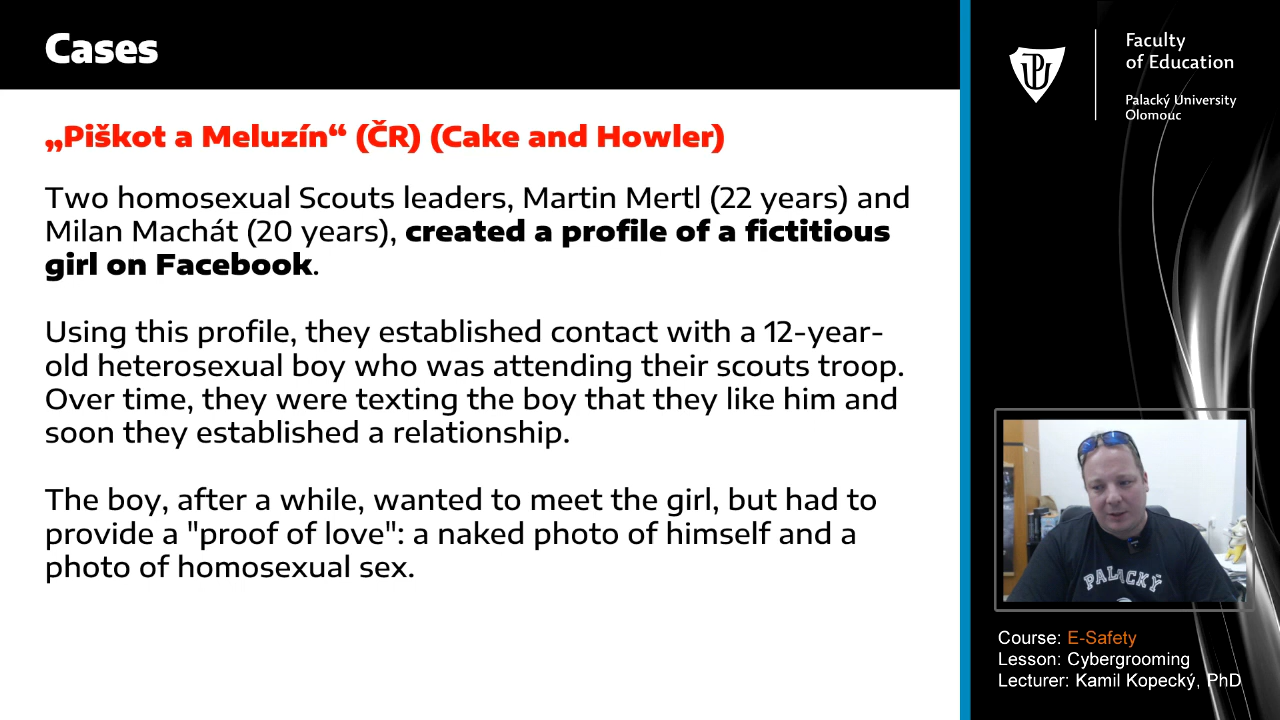 Cases
„Piškot a Meluzín“ (ČR) (Cake and Howler)
Two homosexual Scouts leaders, Martin Mertl (22 years) and
Milan Machát (20 years), created a profile of a fictitious
girl on Facebook.
Using this profile, they established contact with a 12-year-
old heterosexual boy who was attending their scouts troop.
Over time, they were texting the boy that they like him and
soon they established a relationship.
The boy, after a while, wanted to meet the girl, but had to
provide a "proof of love": a naked photo of himself and a
photo of homosexual sex.
UP
Faculty
of Education
Palacký University
Olomouc
PALACKÝ
Course: E-Safety
Lesson: Cybergrooming
Lecturer: Kamil Kopecký, PhD